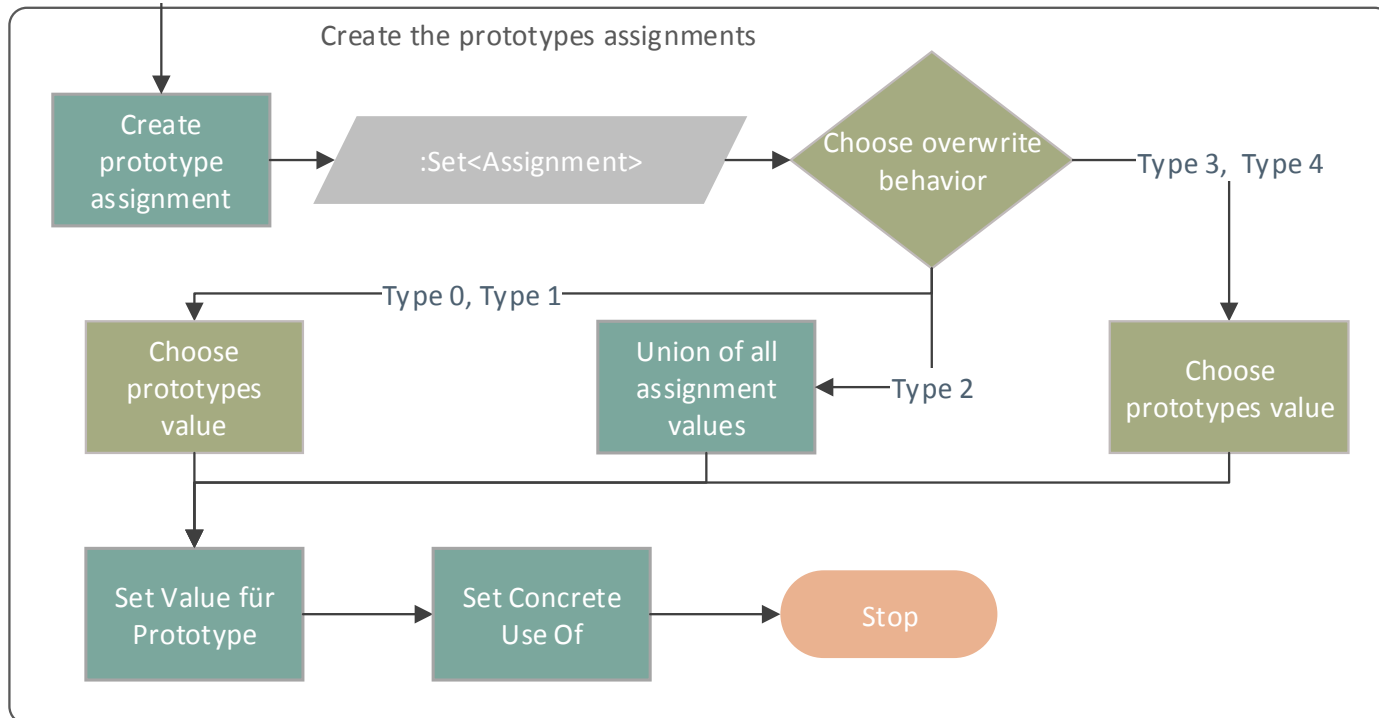 Create the prototypes assignments
Create
prototype
assignment
:Set<Assignment>
Choose overwrite
behavior
Type 3,  Type 4
Type 0, Type 1
Choose
prototypes
value
Union of all
assignment
values
Type 2
Choose
prototypes value
Set Value für
Prototype
Set Concrete
Use Of
Stop